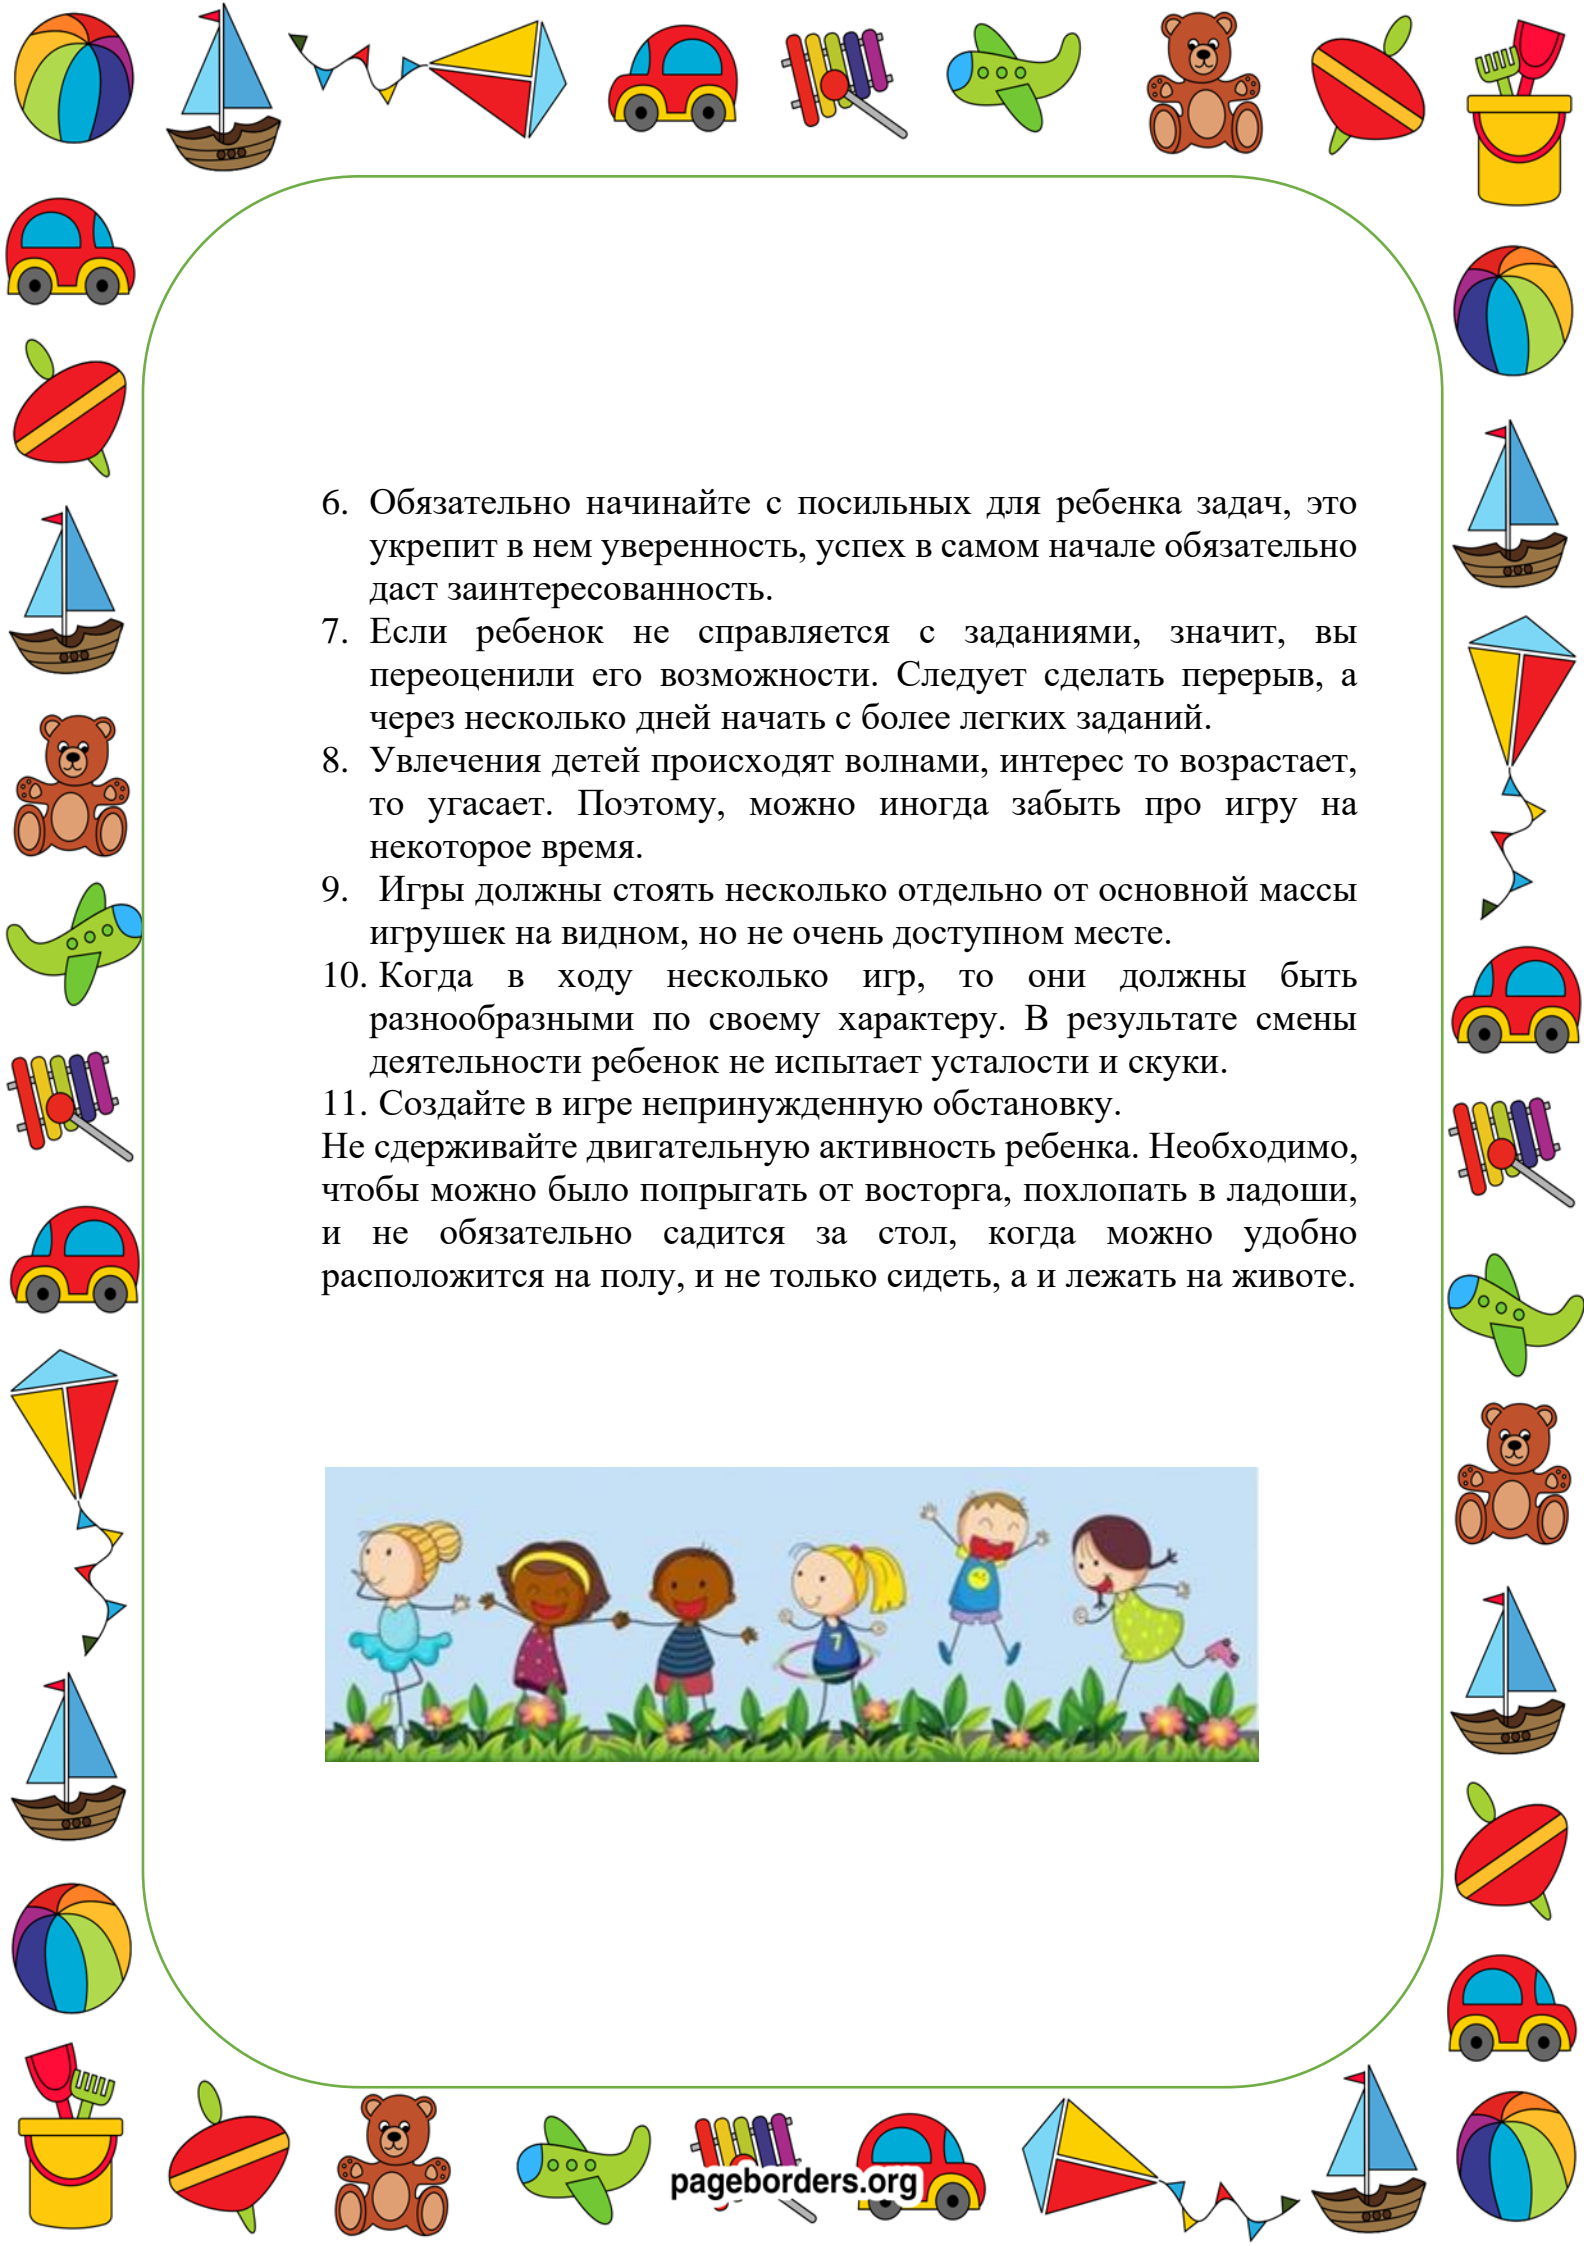 6. Обязательно начинайте с посильных для ребенка задач, это
укрепит в нем уверенность, успех в самом начале обязательно
даст заинтересованность.
7. Если ребенок не справляется с заданиями, значит, вы
переоценили его возможности. Следует сделать перерыв, а
через несколько дней начать с более легких заданий.
8. Увлечения детей происходят волнами, интерес то возрастает,
то угасает. Поэтому, можно иногда забыть про игру на
некоторое время.
9. Игры должны стоять несколько отдельно от основной массы
игрушек на видном, но не очень доступном месте.
10. Когда в ходу несколько игр, то они должны быть
разнообразными по своему характеру. В результате смены
деятельности ребенок не испытает усталости и скуки.
11. Создайте в игре непринужденную обстановку.
Не сдерживайте двигательную активность ребенка. Необходимо,
чтобы можно было попрыгать от восторга, похлопать в ладоши,
и не обязательно садится за стол, когда можно удобно
расположится на полу, и не только сидеть, а и лежать на животе.
7
pageborders.org